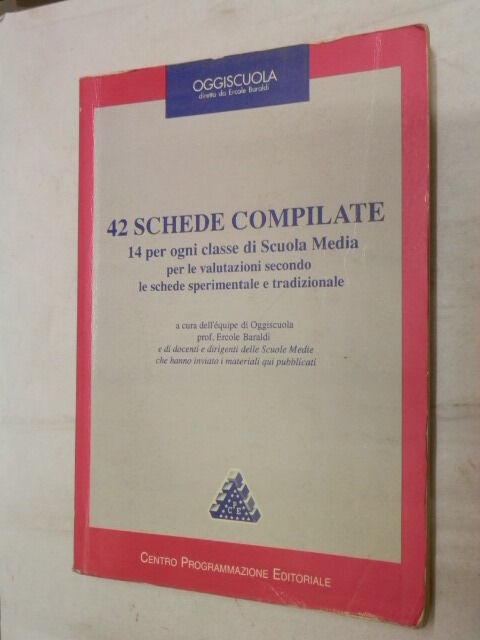 OGGISCUOLA
diretta da Ercole Baraldi
42 SCHEDE COMPILATE
14 per ogni classe di Scuola Media
per le valutazioni secondo
le schede sperimentale e tradizionale
a cura dell'équipe di Oggiscuola
prof. Ercole Baraldi
e di docenti e dirigenti delle Scuole Medie
che hanno inviato i materiali qui pubblicati
CPE
CENTRO PROGRAMMAZIONE EDITORIALE